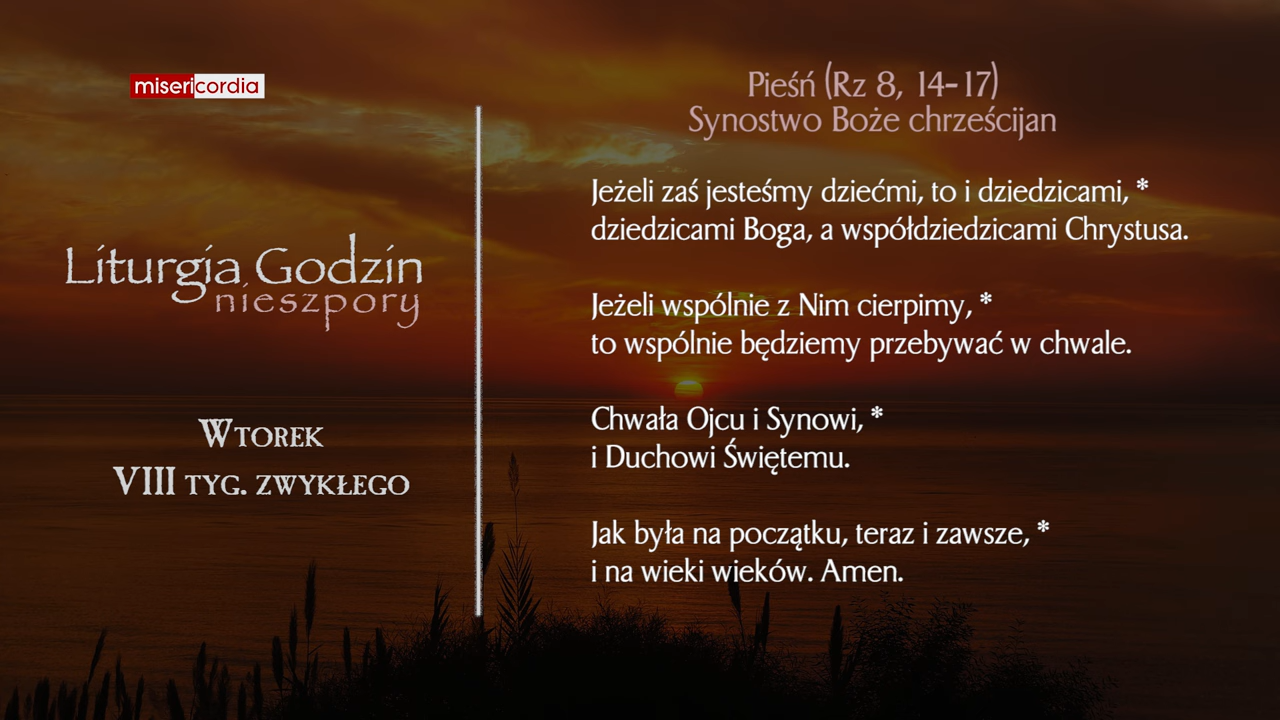 misericordia
Liturgia Godzin
nieszpory
Wtorek
VIII tyg. zwykłego
Pieśń (Rz 8, 14-17)
Synostwo Boże chrześcijan
Jeżeli zaś jesteśmy dziećmi, to i dziedzicami, *
dziedzicami Boga, a współdziedzicami Chrystusa.
Jeżeli wspólnie z Nim cierpimy, *
to wspólnie będziemy przebywać w chwale.
Chwała Ojcu i Synowi, *
i Duchowi Świętemu.
Jak była na początku, teraz i zawsze, *
i na wieki wieków. Amen.